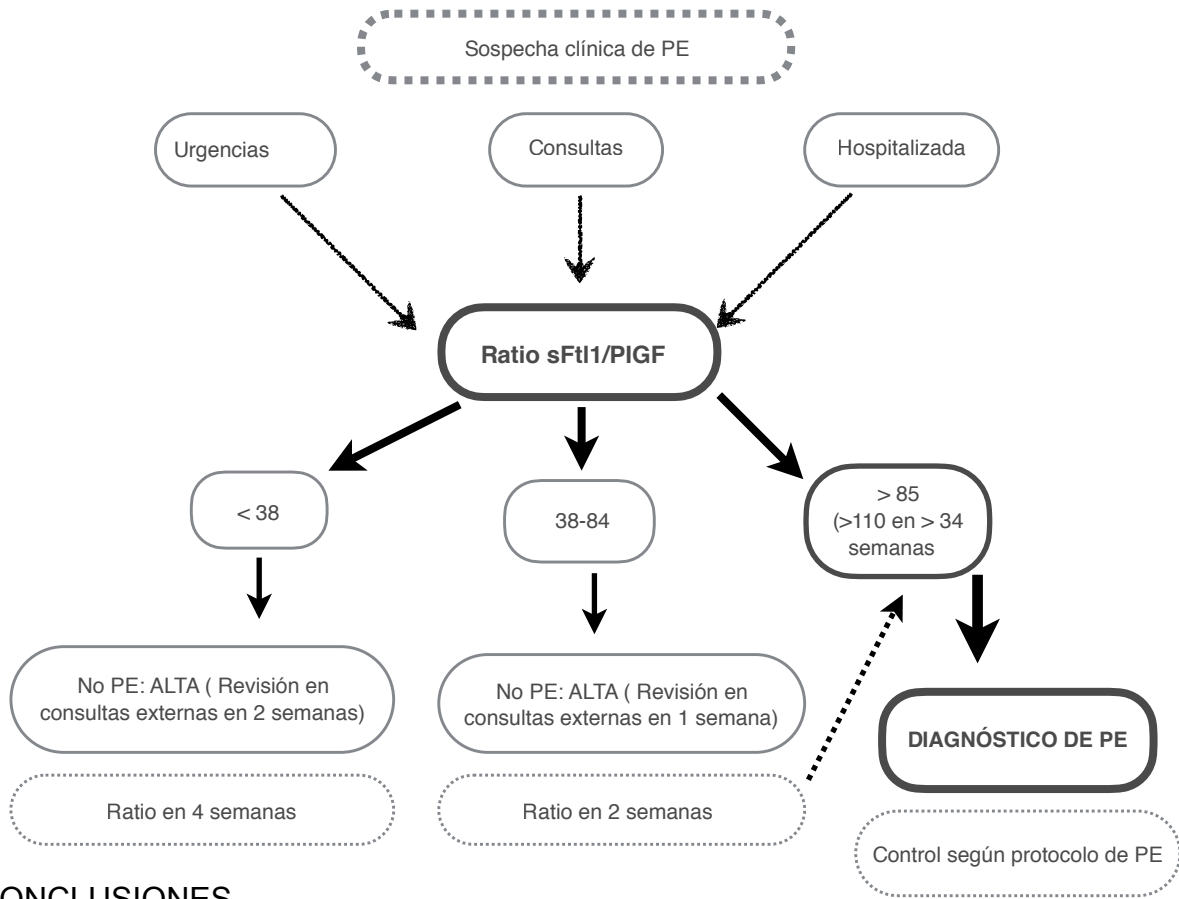 Sospecha clínica de PE
Urgencias
Consultas
Hospitalizada
Ratio sFtl1/PlGF
< 38
38-84
> 85
(>110 en > 34
semanas
No PE: ALTA ( Revisión en
consultas externas en 2 semanas)
No PE: ALTA ( Revisión en
consultas externas en 1 semana)
DIAGNÓSTICO DE PE
Ratio en 4 semanas
Ratio en 2 semanas
Control según protocolo de PE
ONCLUSIONES